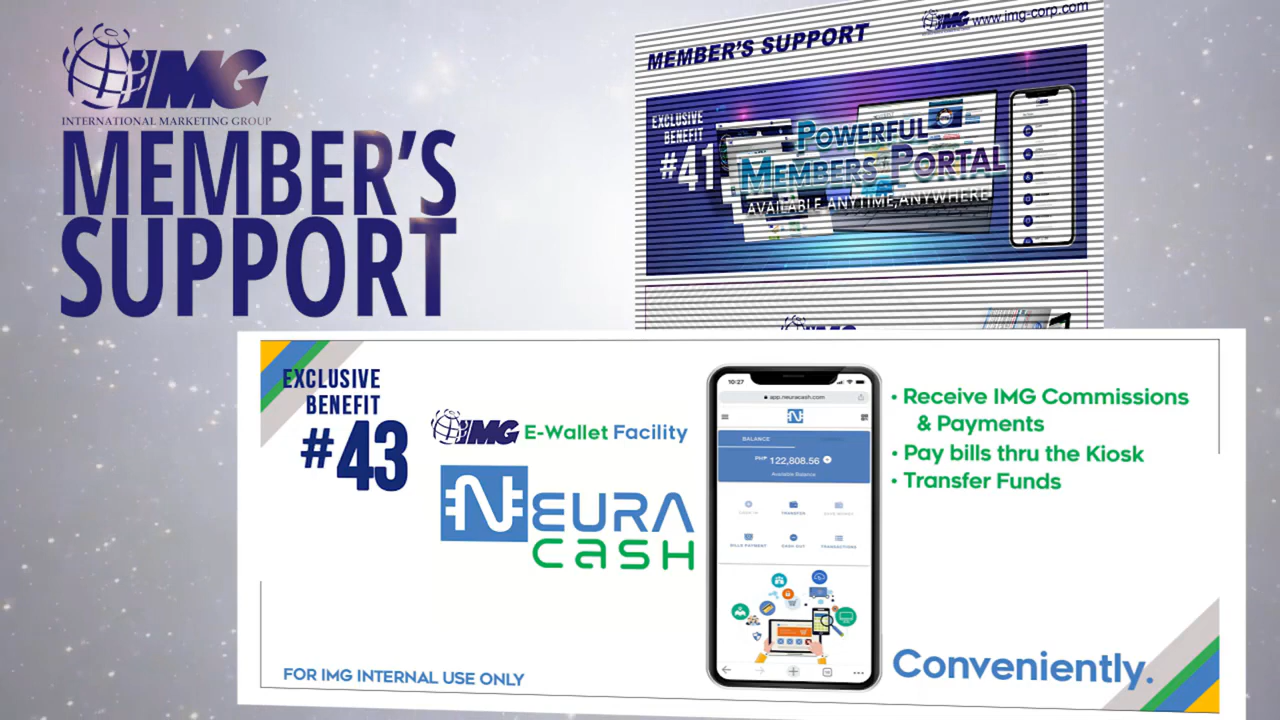 IMG
INTERNATIONAL MARKETING GROUP
MEMBER'S
SUPPORT
MEMBER'S SUPPORT
IMG www.img-corp.com
EXCLUSIVE
BENEFIT
#41
POWERFUL
MEMBERS PORTAL
AVAILABLE ANYTIME, ANYWHERE
IMG
EXCLUSIVE
BENEFIT
#43
IMG E-Wallet Facility
NEURA
CASH
10:27
app.neuracash.com
BALANCE
PHP 122,808.56
Available Balance
CASH IN TRANSFER
BILLS PAYMENT CASH OUT TRANSACTIONS
• Receive IMG Commissions
& Payments
• Pay bills thru the Kiosk
• Transfer Funds
Conveniently.
FOR IMG INTERNAL USE ONLY